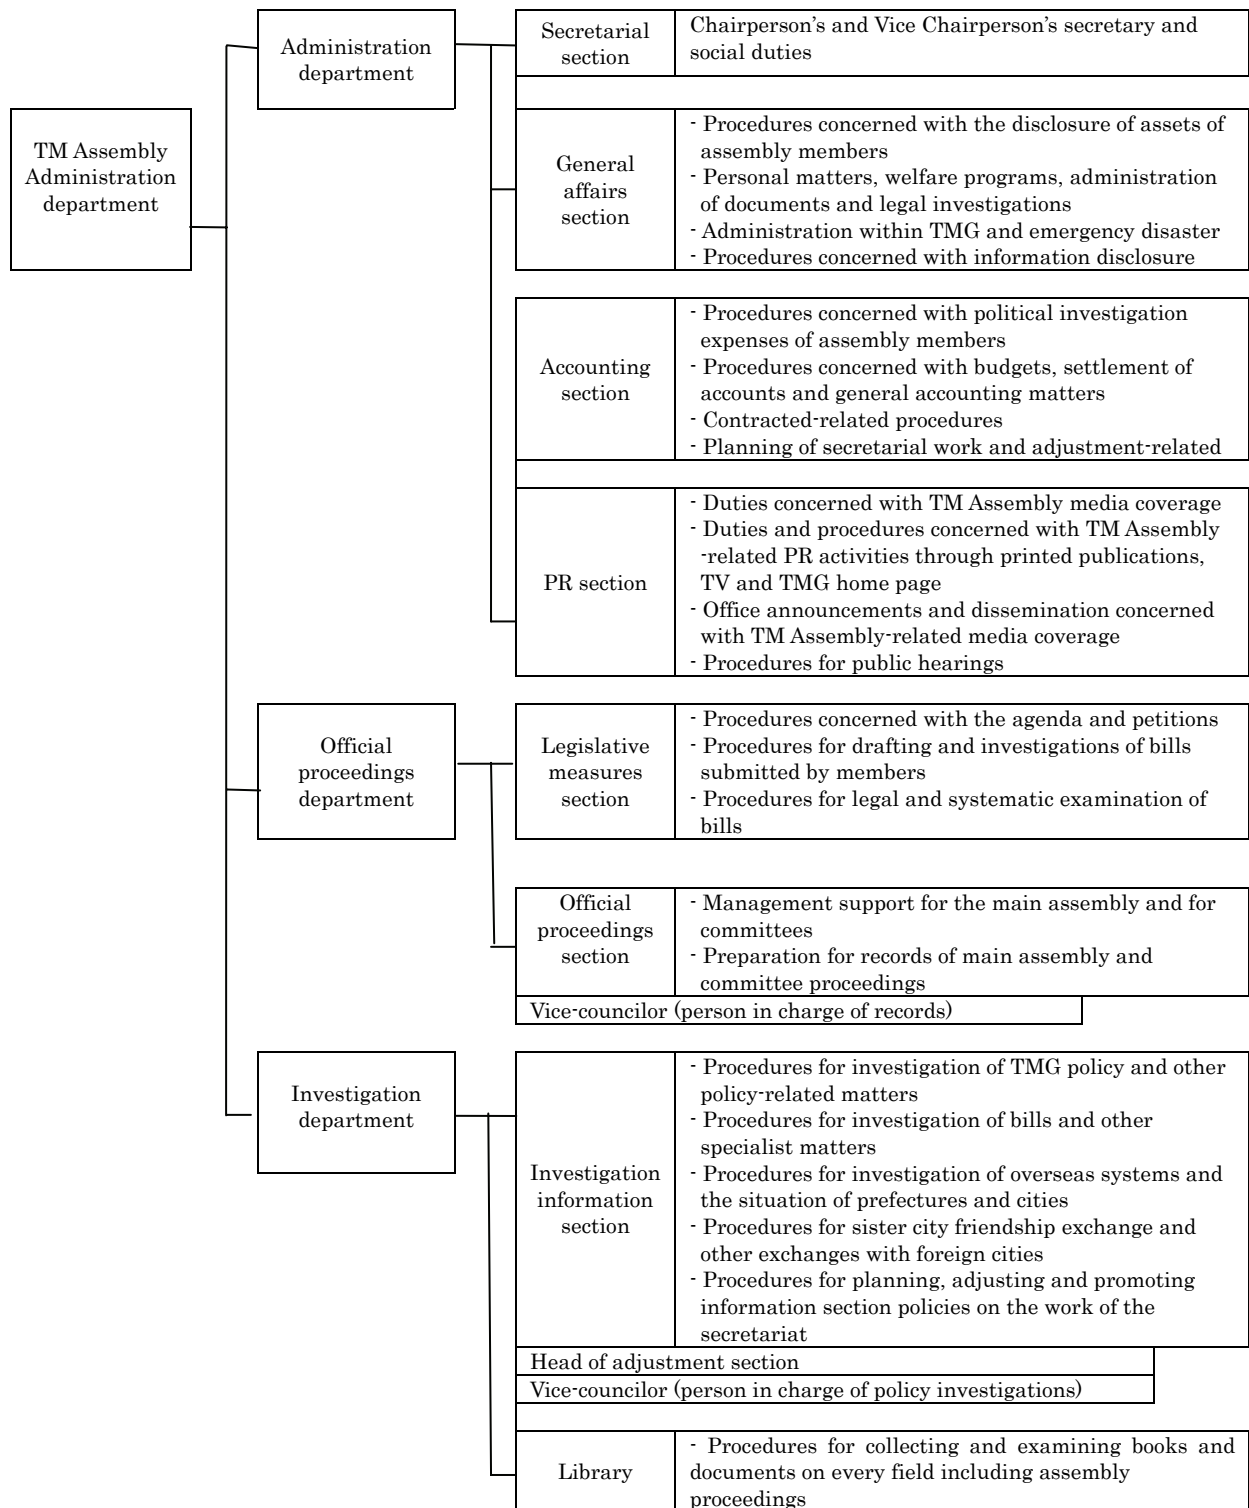 TM Assembly
Administration
department
Administration
department
Secretarial
section
Chairperson's and Vice Chairperson's secretary and
social duties
General
affairs
section
- Procedures concerned with the disclosure of assets of
assembly members
- Personal matters, welfare programs, administration
of documents and legal investigations
- Administration within TMG and emergency disaster
- Procedures concerned with information disclosure
Accounting
section
- Procedures concerned with political investigation
expenses of assembly members
- Procedures concerned with budgets, settlement of
accounts and general accounting matters
- Contracted-related procedures
- Planning of secretarial work and adjustment-related
PR section
- Duties concerned with TM Assembly media coverage
- Duties and procedures concerned with TM Assembly
-related PR activities through printed publications,
TV and TMG home page
- Office announcements and dissemination concerned
with TM Assembly-related media coverage
- Procedures for public hearings
Official
proceedings
department
Legislative
measures
section
- Procedures concerned with the agenda and petitions
- Procedures for drafting and investigations of bills
submitted by members
- Procedures for legal and systematic examination of
bills
Official
proceedings
section
- Management support for the main assembly and for
committees
- Preparation for records of main assembly and
committee proceedings
Vice-councilor (person in charge of records)
Investigation
department
Investigation
information
section
- Procedures for investigation of TMG policy and other
policy-related matters
- Procedures for investigation of bills and other
specialist matters
- Procedures for investigation of overseas systems and
the situation of prefectures and cities
- Procedures for sister city friendship exchange and
other exchanges with foreign cities
- Procedures for planning, adjusting and promoting
information section policies on the work of the
secretariat
Head of adjustment section
Vice-councilor (person in charge of policy investigations)
Library
- Procedures for collecting and examining books and
documents on every field including assembly
proceedings